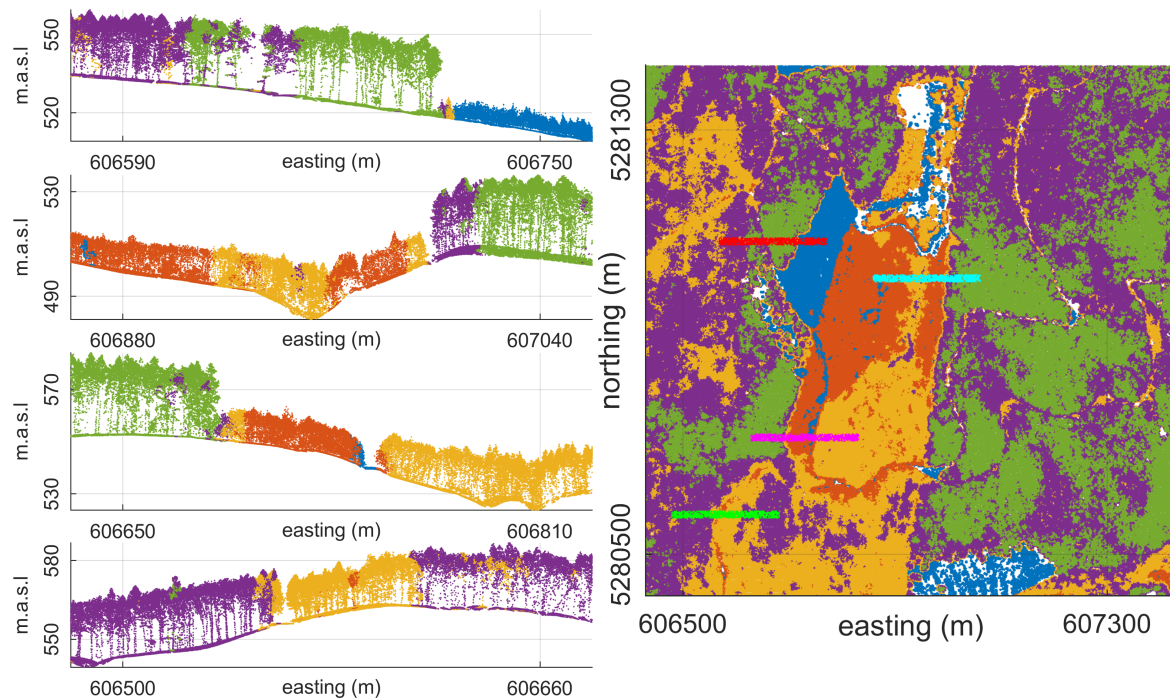 m.a.s.l
550
520
606590
easting (m)
606750
m.a.s.l
530
490
606880
easting (m)
607040
m.a.s.l
570
530
606650
easting (m)
606810
m.a.s.l
580
550
606500
easting (m)
606660
northing (m)
5281300
5280500
606500
easting (m)
607300